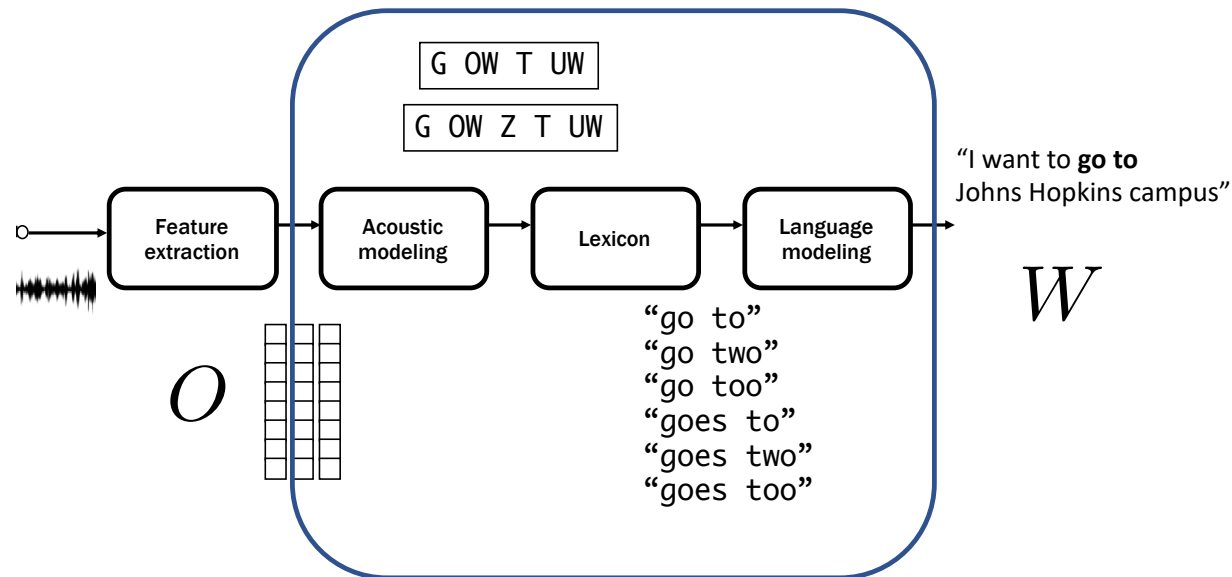 G OW T UW
G OW Z T UW
“I want to go to
Johns Hopkins campus”
Feature
extraction
Acoustic
modeling
Lexicon
Language
modeling
O
W
“go to”
“go two”
“go too”
“goes to”
“goes two”
“goes too”